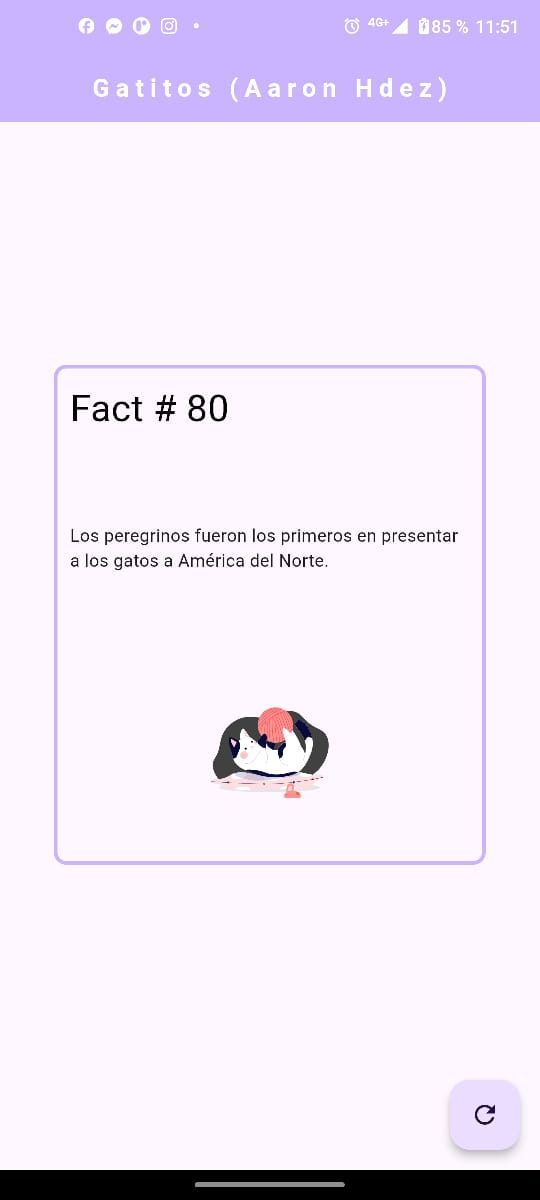 4G+ 85 % 11:51
Gatitos (Aaron Hdez)
Fact # 80
Los peregrinos fueron los primeros en presentar
a los gatos a América del Norte.